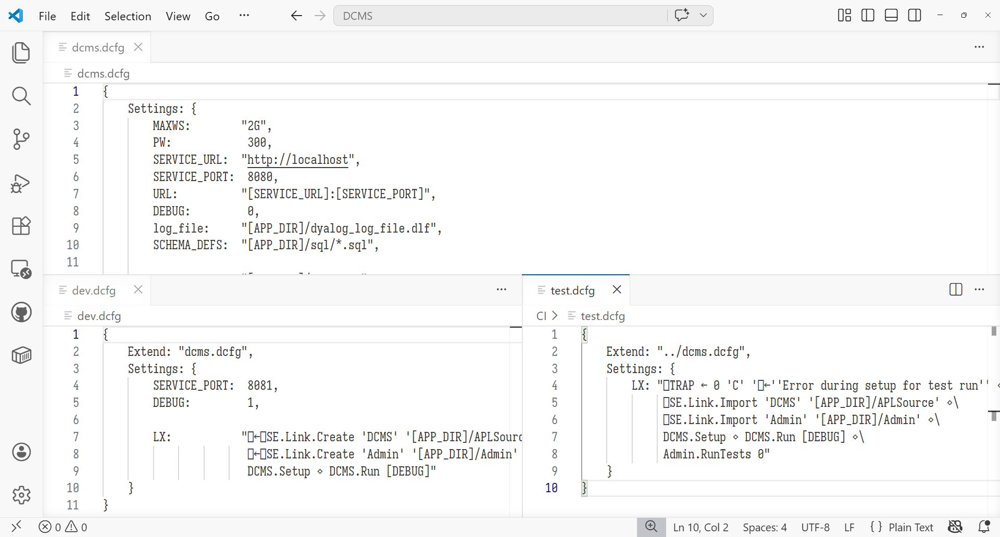 File Edit Selection View Go ··· DCMS
dcms.dcfg
dcms.dcfg
1 {
2 Settings: {
3 MAXWS: "2G",
4 PW: 300,
5 SERVICE_URL: "http://localhost",
6 SERVICE_PORT: 8080,
7 URL: "[SERVICE_URL]:[SERVICE_PORT]",
8 DEBUG: 0,
9 log_file: "[APP_DIR]/dyalog_log_file.dlf",
10 SCHEMA_DEFS: "[APP_DIR]/sql/*.sql",
11
dev.dcfg
dev.dcfg
1 {
2 Extend: "dcms.dcfg",
3 Settings: {
4 SERVICE_PORT: 8081,
5 DEBUG: 1,
6
7 LX: "⎕←⎕SE.Link.Create 'DCMS' '[APP_DIR]/APLSourc
8 ⎕←⎕SE.Link.Create 'Admin' '[APP_DIR]/Admin'
9 DCMS.Setup ⋄ DCMS.Run [DEBUG]"
10 }
11 }
test.dcfg
CI > test.dcfg
1 {
2 Extend: "../dcms.dcfg",
3 Settings: {
4 LX: "⎕TRAP ← 0 'C' '⎕←''Error during setup for test run''
5 ⎕SE.Link.Import 'DCMS' '[APP_DIR]/APLSource' ⋄\
6 ⎕SE.Link.Import 'Admin' '[APP_DIR]/Admin' ⋄\
7 DCMS.Setup ⋄ DCMS.Run [DEBUG] ⋄\
8 Admin.RunTests 0"
9 }
10 }
0 0 Ln 10, Col 2 Spaces: 4 UTF-8 LF { } Plain Text